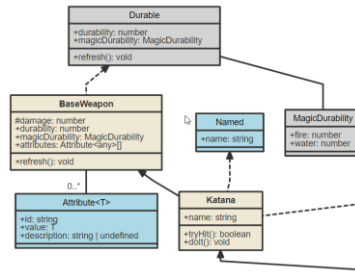 Durable
+durability: number
+magicDurability: MagicDurability
+refresh(): void
BaseWeapon
#damage: number
+durability: number
+magicDurability: MagicDurability
+attributes: Attribute<any>[]
+refresh(): void
Named
+name: string
MagicDurability
+fire: number
+water: number
0..*
Attribute<T>
+id: string
+value: T
+description: string | undefined
Katana
+name: string
+tryHit(): boolean
+doIt(): void